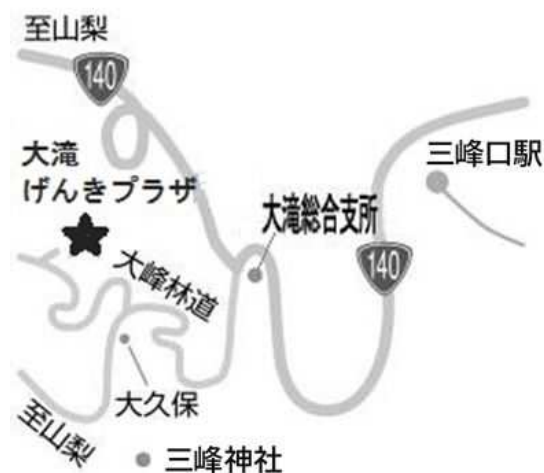 至山梨
140
大滝
げんきプラザ
三峰口駅
大滝総合支所
140
大峰林道
大久保
至山梨
三峰神社